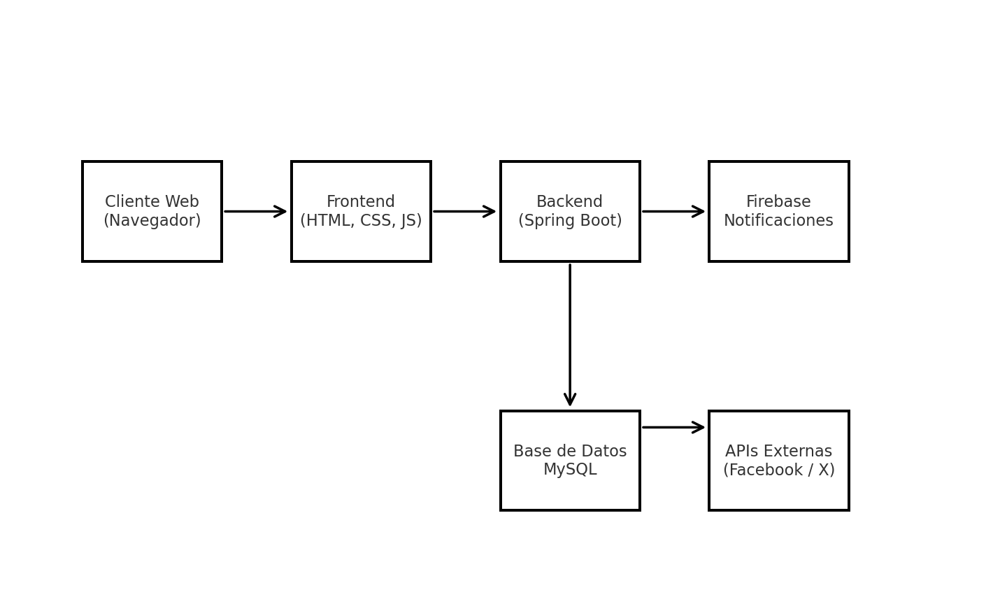 Cliente Web
(Navegador)
Frontend
(HTML, CSS, JS)
Backend
(Spring Boot)
Firebase
Notificaciones
Base de Datos
MySQL
APIs Externas
(Facebook / X)